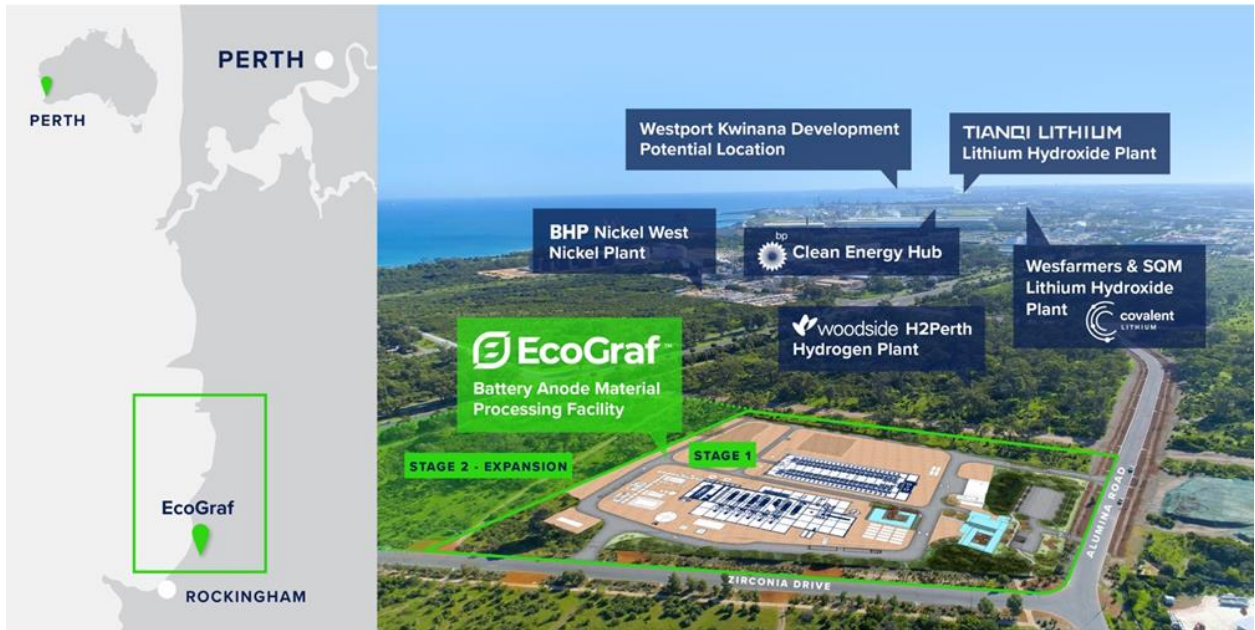 PERTH
PERTH
EcoGraf
ROCKINGHAM
Westport Kwinana Development
Potential Location
TIANQI LITHIUM
Lithium Hydroxide Plant
BHP Nickel West
Nickel Plant
bp
Clean Energy Hub
Wesfarmers & SQM
Lithium Hydroxide
Plant
covalent
LITHIUM
woodside H2Perth
Hydrogen Plant
EcoGraf™
Battery Anode Material
Processing Facility
STAGE 2 - EXPANSION
STAGE 1
ALUMINA ROAD
ZIRCONIA DRIVE